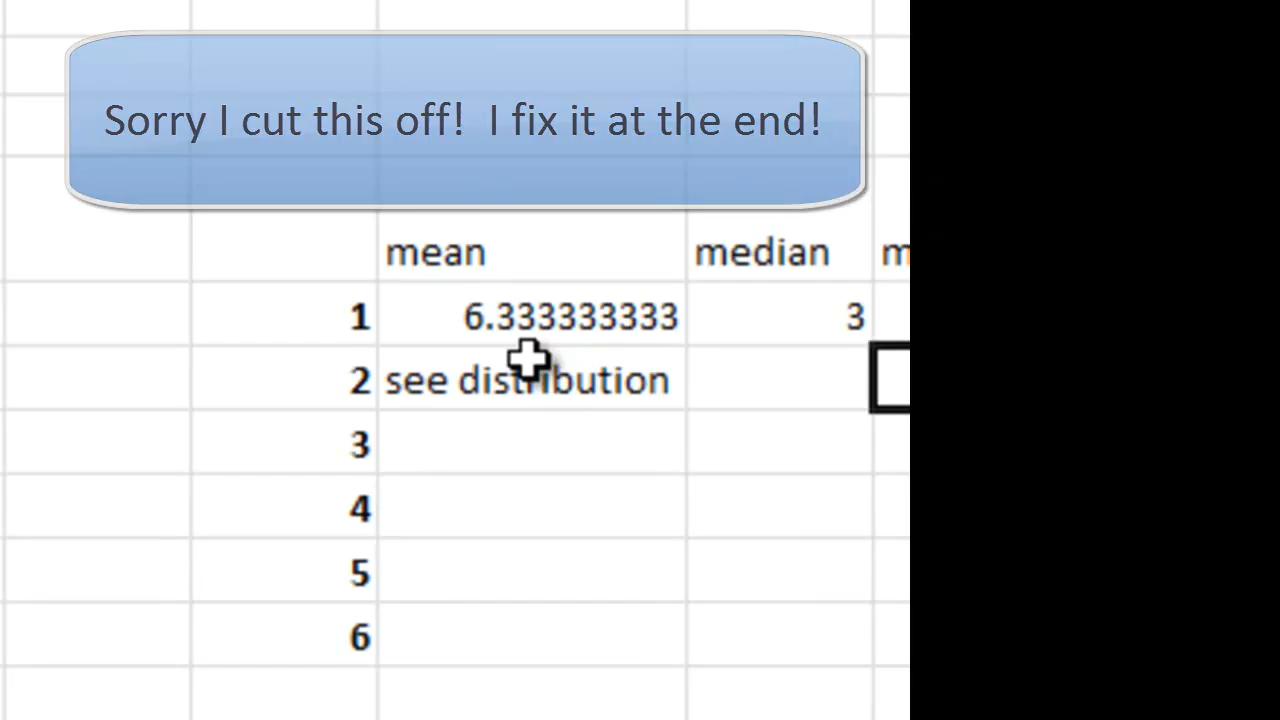 Sorry I cut this off! I fix it at the end!
mean median m
1 6.333333333 3
2 see distribution
3
4
5
6